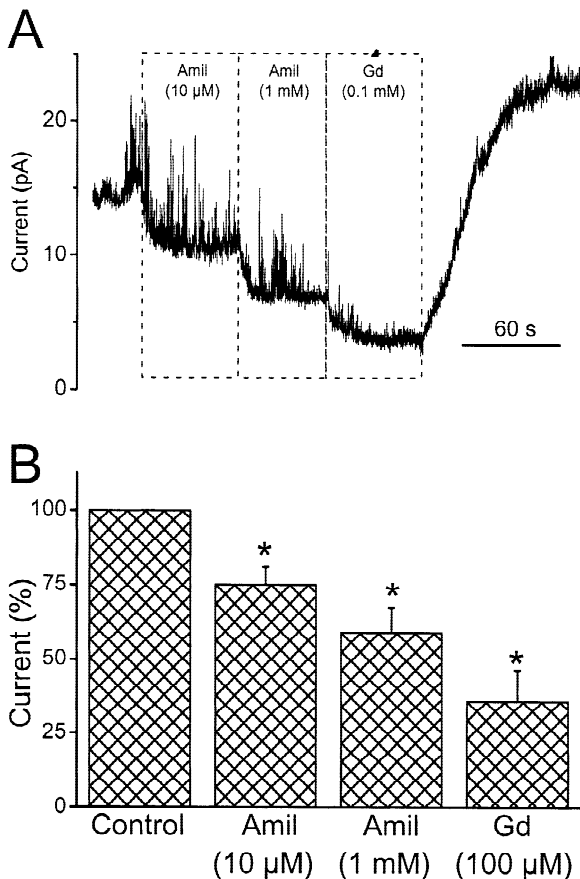 A
Current (pA)
20
10
0
Amil
(10 µM)
Amil
(1 mM)
Gd
(0.1 mM)
60 s
B
Current (%)
100
75
50
25
0
*
*
*
Control
Amil
(10 µM)
Amil
(1 mM)
Gd
(100 µM)